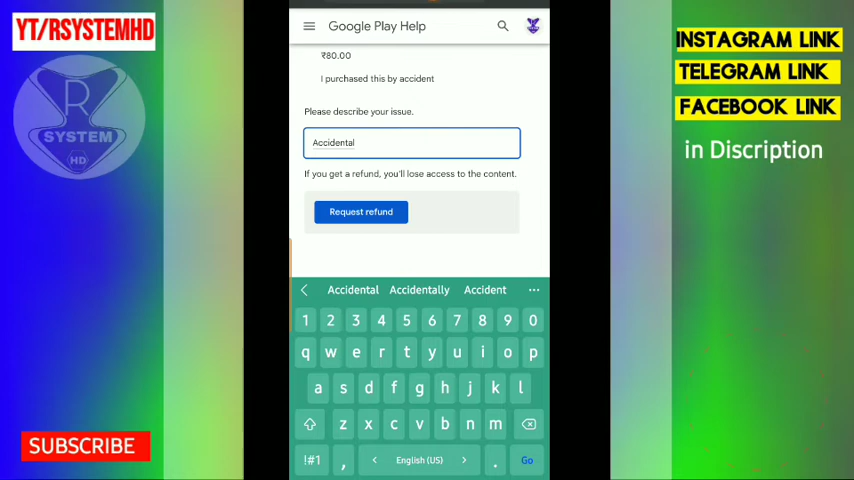 YT/RSYSTEMHD
R
SYSTEM
HD
Google Play Help
₹80.00
I purchased this by accident
Please describe your issue.
Accidental
If you get a refund, you'll lose access to the content.
Request refund
Accidental Accidentally Accident ...
1 2 3 4 5 6 7 8 9 0
q w e r t y u i o p
a s d f g h j k l
z x c v b n m
!#1 , < English (US) > . Go
INSTAGRAM LINK
TELEGRAM LINK
FACEBOOK LINK
in Discription
SUBSCRIBE